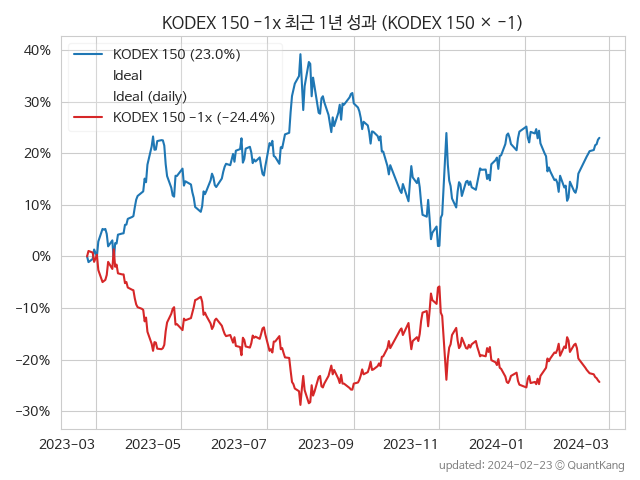 KODEX 150 −1x 최근 1년 성과 (KODEX 150 × −1)
KODEX 150 (23.0%)
Ideal
Ideal (daily)
KODEX 150 −1x (−24.4%)
40%
30%
20%
10%
0%
−10%
−20%
−30%
2023-03 2023-05 2023-07 2023-09 2023-11 2024-01 2024-03
updated: 2024-02-23 © QuantKang